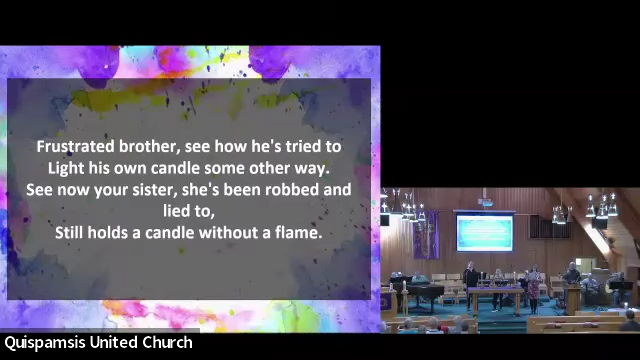 Frustrated brother, see how he's tried to
Light his own candle some other way.
See now your sister, she's been robbed and
lied to,
Still holds a candle without a flame.
Quispamsis United Church